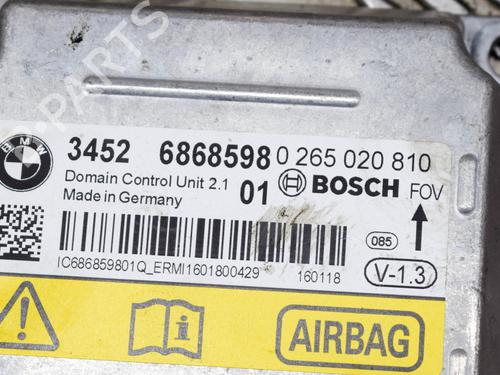 BMW
3452 6868598 0 265 020 810
Domain Control Unit 2.1 01 BOSCH FOV
Made in Germany
085
IC686859801Q_ERMI1601800429 160118 V-1.3
AIRBAG